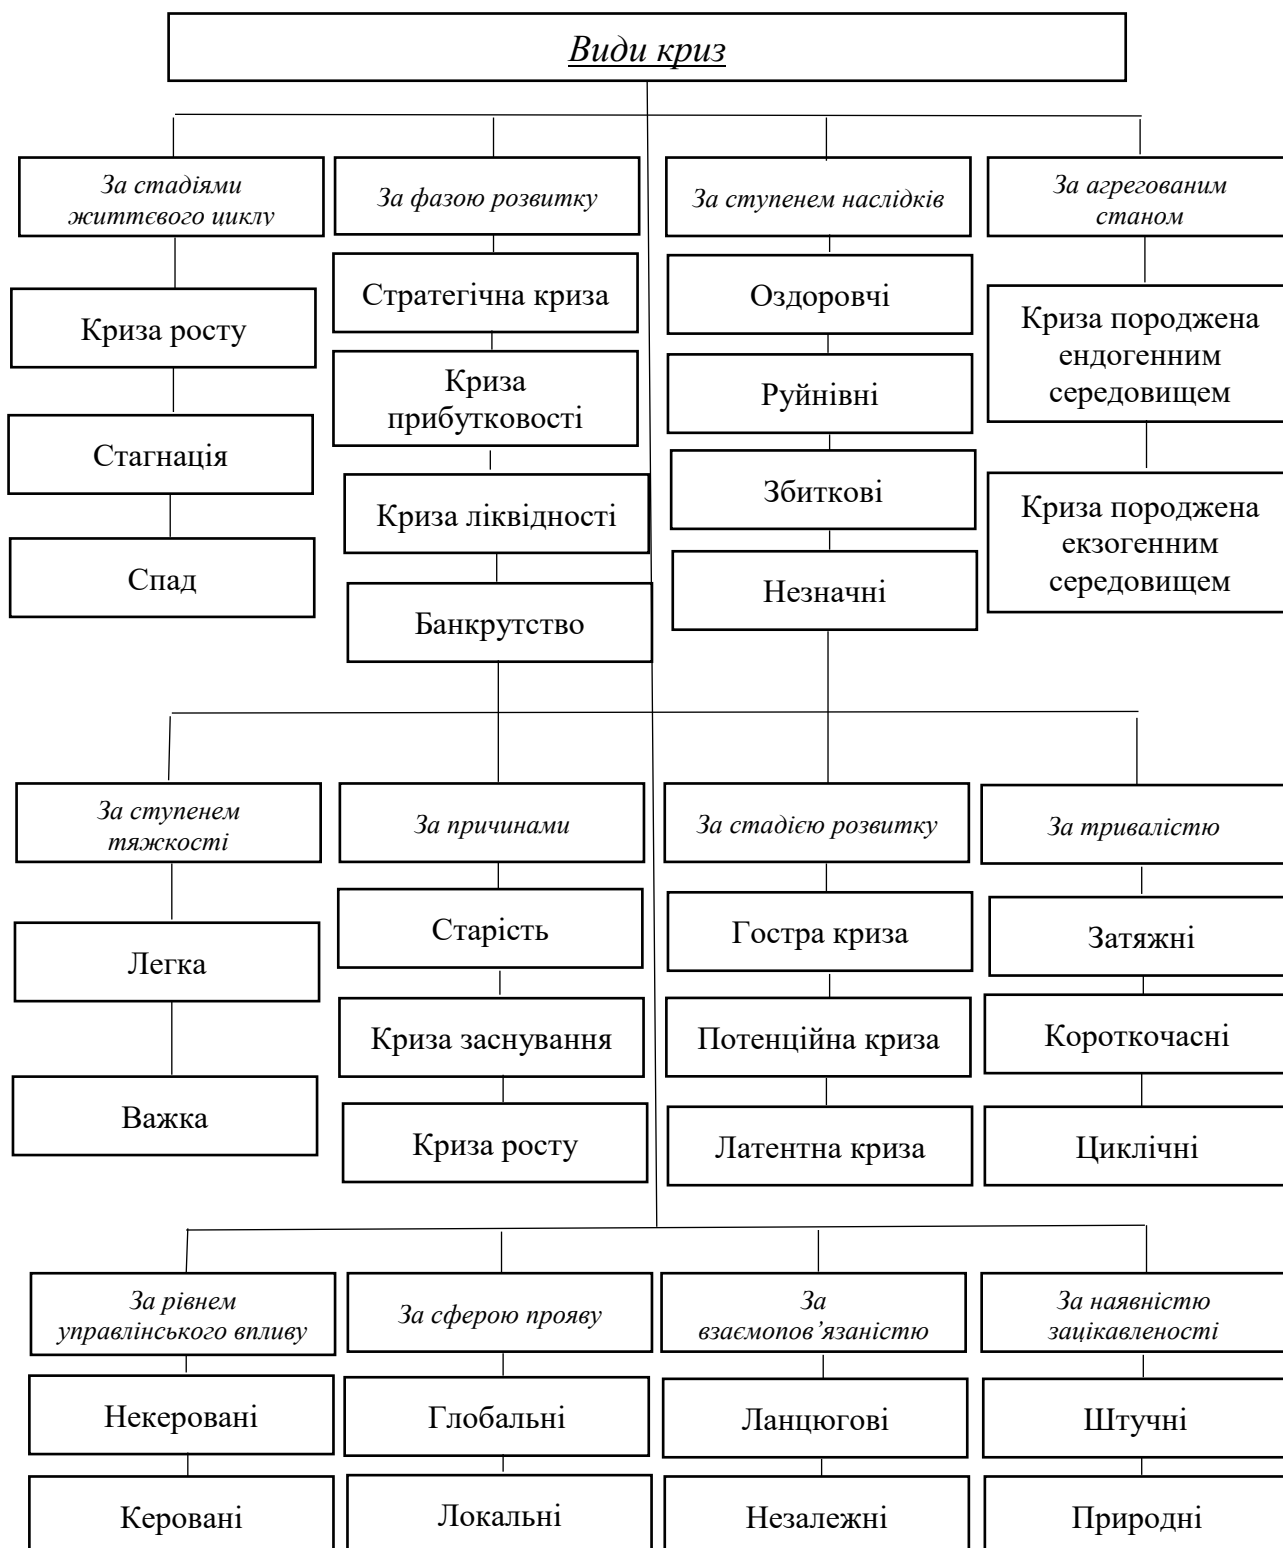 Види криз
За стадіями
життєвого циклу
Криза росту
Стагнація
Спад
За фазою розвитку
Стратегічна криза
Криза
прибутковості
Криза ліквідності
Банкрутство
За ступенем наслідків
Оздоровчі
Руйнівні
Збиткові
Незначні
За агрегованим
станом
Криза породжена
ендогенним
середовищем
Криза породжена
екзогенним
середовищем
За ступенем
тяжкості
Легка
Важка
За причинами
Старість
Криза заснування
Криза росту
За стадією розвитку
Гостра криза
Потенційна криза
Латентна криза
За тривалістю
Затяжні
Короткочасні
Циклічні
За рівнем
управлінського впливу
Некеровані
Керовані
За сферою прояву
Глобальні
Локальні
За
взаємопов’язаністю
Ланцюгові
Незалежні
За наявністю
зацікавленості
Штучні
Природні